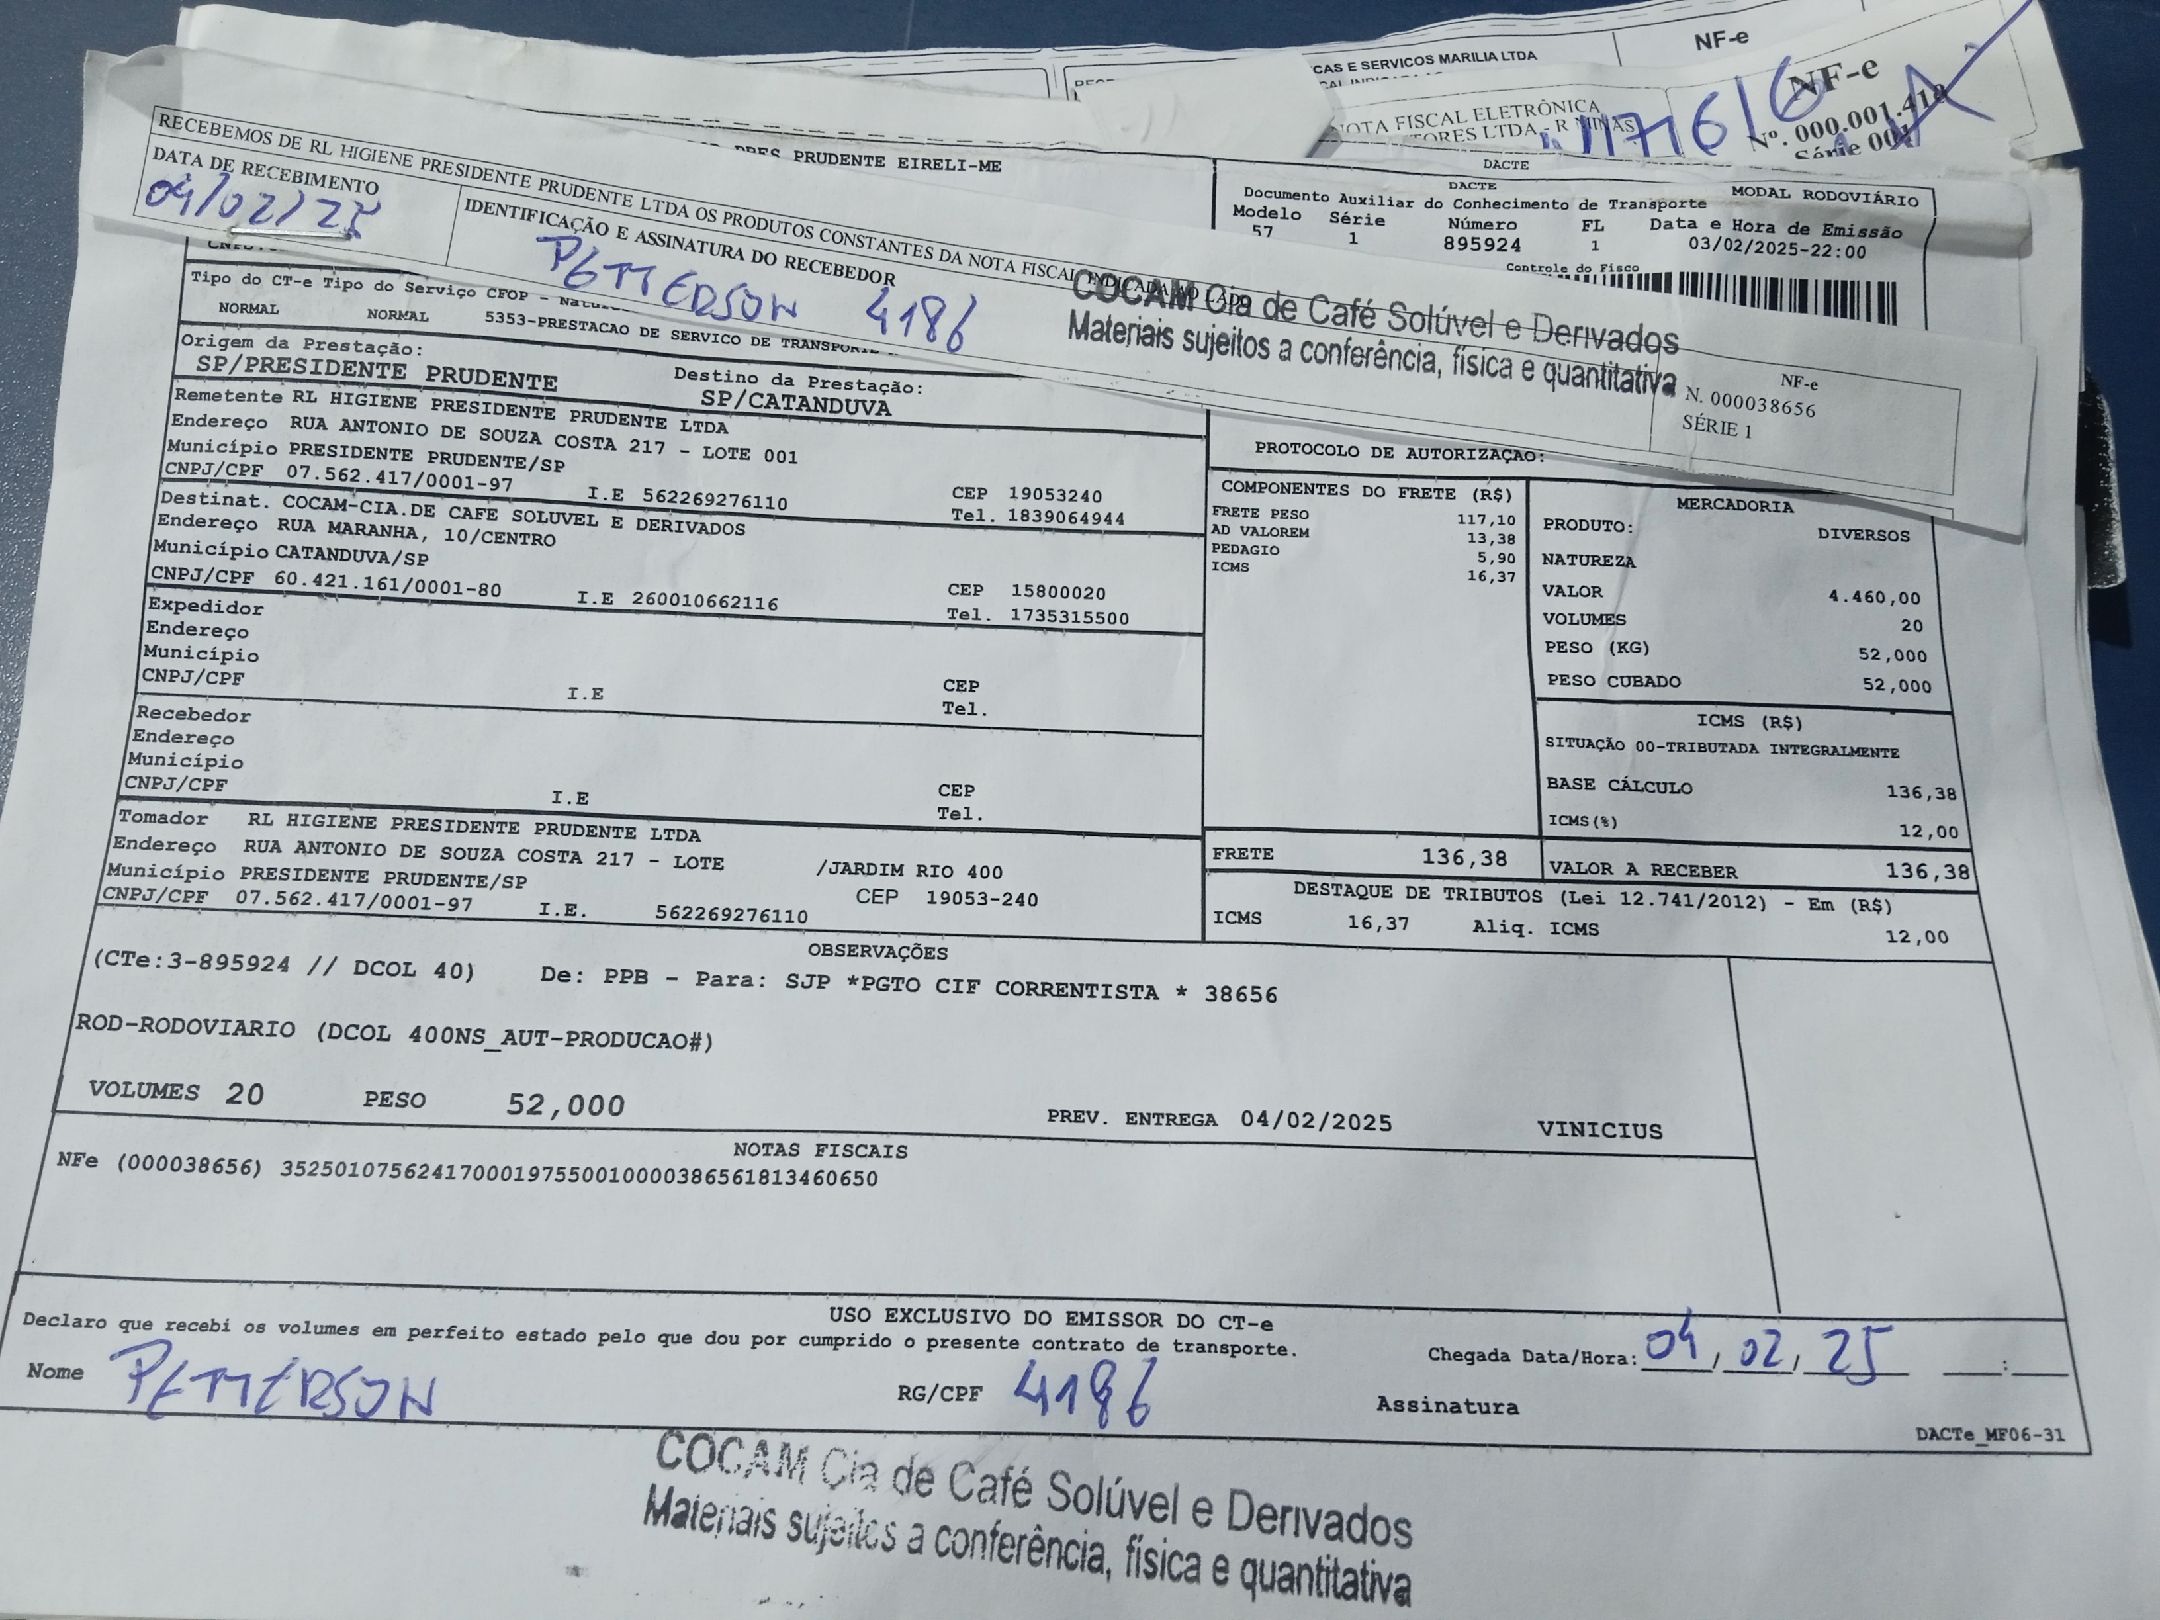 CAS E SERVICOS MARILIA LTDA
NF-e
NOTA FISCAL ELETRÔNICA
TORES LTDA - R MINAS
NF-e
Nº. 000.001.410
Série 001
RECEBEMOS DE RL HIGIENE PRESIDENTE PRUDENTE LTDA OS PRODUTOS CONSTANTES DA NOTA FISCAL INDICADA AO LADO
DATA DE RECEBIMENTO
04/02/25
IDENTIFICAÇÃO E ASSINATURA DO RECEBEDOR
PETTERSON 4186
COCAM Cia de Café Solúvel e Derivados
Materiais sujeitos a conferência, física e quantitativa
NF-e
N. 000038656
SÉRIE 1
PRES PRUDENTE EIRELI-ME
DACTE
DACTE
MODAL RODOVIÁRIO
Documento Auxiliar do Conhecimento de Transporte
Modelo Série Número FL Data e Hora de Emissão
57 1 895924 1 03/02/2025-22:00
Controle do Fisco
Tipo do CT-e Tipo do Serviço CFOP -
NORMAL NORMAL 5353-PRESTACAO DE SERVICO DE
Origem da Prestação: Destino da Prestação:
SP/PRESIDENTE PRUDENTE SP/CATANDUVA
Remetente RL HIGIENE PRESIDENTE PRUDENTE LTDA
Endereço RUA ANTONIO DE SOUZA COSTA 217 - LOTE 001
Município PRESIDENTE PRUDENTE/SP CEP 19053240
CNPJ/CPF 07.562.417/0001-97 I.E 562269276110 Tel. 1839064944
Destinat. COCAM-CIA.DE CAFE SOLUVEL E DERIVADOS
Endereço RUA MARANHA, 10/CENTRO
Município CATANDUVA/SP CEP 15800020
CNPJ/CPF 60.421.161/0001-80 I.E 260010662116 Tel. 1735315500
Expedidor
Endereço
Município CEP
CNPJ/CPF I.E Tel.
Recebedor
Endereço
Município CEP
CNPJ/CPF I.E Tel.
Tomador RL HIGIENE PRESIDENTE PRUDENTE LTDA
Endereço RUA ANTONIO DE SOUZA COSTA 217 - LOTE /JARDIM RIO 400
Município PRESIDENTE PRUDENTE/SP CEP 19053-240
CNPJ/CPF 07.562.417/0001-97 I.E. 562269276110
PROTOCOLO DE AUTORIZAÇÃO:
COMPONENTES DO FRETE (R$)
FRETE PESO 117,10
AD VALOREM 13,38
PEDAGIO 5,90
ICMS 16,37
MERCADORIA
PRODUTO: DIVERSOS
NATUREZA
VALOR 4.460,00
VOLUMES 20
PESO (KG) 52,000
PESO CUBADO 52,000
ICMS (R$)
SITUAÇÃO 00-TRIBUTADA INTEGRALMENTE
BASE CÁLCULO 136,38
ICMS(%) 12,00
FRETE 136,38 VALOR A RECEBER 136,38
DESTAQUE DE TRIBUTOS (Lei 12.741/2012) - Em (R$)
ICMS 16,37 Aliq. ICMS 12,00
OBSERVAÇÕES
(CTe:3-895924 // DCOL 40) De: PPB - Para: SJP *PGTO CIF CORRENTISTA * 38656
ROD-RODOVIARIO (DCOL 400NS_AUT-PRODUCAO#)
VOLUMES 20 PESO 52,000 PREV. ENTREGA 04/02/2025 VINICIUS
NOTAS FISCAIS
NFe (000038656) 35250107562417000197550010000386561813460650
USO EXCLUSIVO DO EMISSOR DO CT-e
Declaro que recebi os volumes em perfeito estado pelo que dou por cumprido o presente contrato de transporte.
Chegada Data/Hora: 04, 02, 25 :
Nome PETTERSON RG/CPF 4186 Assinatura
DACTe_MF06-31
COCAM Cia de Café Solúvel e Derivados
Materiais sujeitos a conferência, física e quantitativa